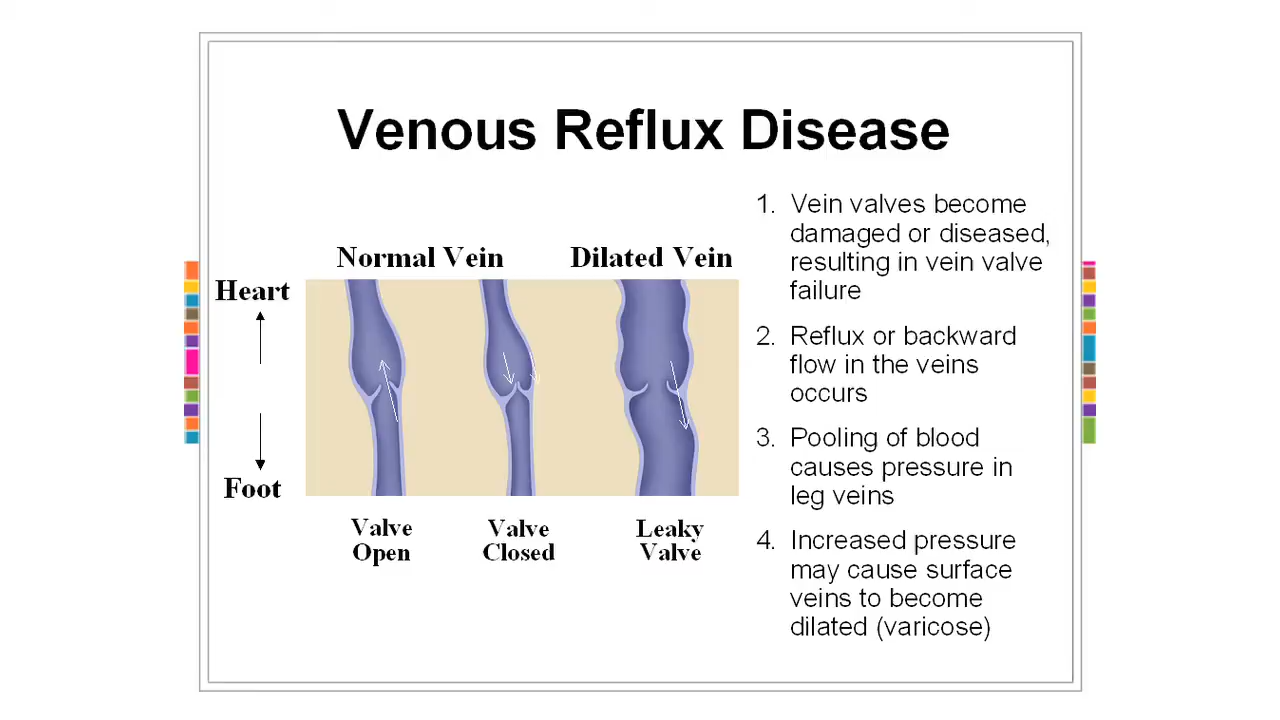 Venous Reflux Disease
Normal Vein
Dilated Vein
Heart
Foot
Valve
Open
Valve
Closed
Leaky
Valve
1. Vein valves become
damaged or diseased,
resulting in vein valve
failure
2. Reflux or backward
flow in the veins
occurs
3. Pooling of blood
causes pressure in
leg veins
4. Increased pressure
may cause surface
veins to become
dilated (varicose)